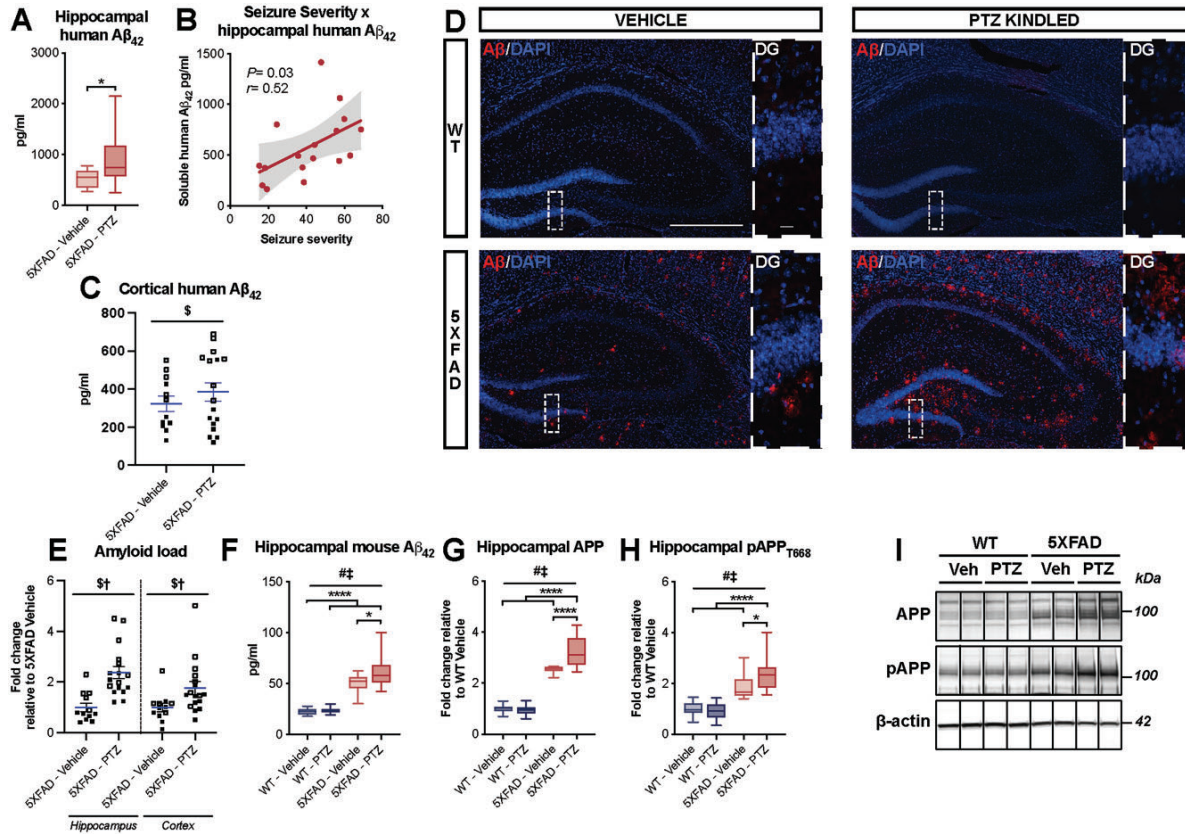 A
Hippocampal
human Aβ42
3000
2000
1000
0
pg/ml
*
5XFAD - Vehicle
5XFAD - PTZ
B
Seizure Severity x
hippocampal human Aβ42
P= 0.03
r= 0.52
Soluble human Aβ42 pg/ml
1500
1000
500
0
0 20 40 60 80
Seizure severity
C
Cortical human Aβ42
$
800
600
400
200
0
pg/ml
5XFAD - Vehicle
5XFAD - PTZ
D
VEHICLE
PTZ KINDLED
WT
Aβ/DAPI
DG
Aβ/DAPI
DG
5XFAD
Aβ/DAPI
DG
Aβ/DAPI
DG
E
Amyloid load
$†
$†
Fold change
relative to 5XFAD Vehicle
6
4
2
0
5XFAD - Vehicle
5XFAD - PTZ
5XFAD - Vehicle
5XFAD - PTZ
Hippocampus
Cortex
F
Hippocampal mouse Aβ42
#‡
****
*
pg/ml
150
100
50
0
WT - Vehicle
WT - PTZ
5XFAD - Vehicle
5XFAD - PTZ
G
Hippocampal APP
#‡
****
****
Fold change relative
to WT Vehicle
6
4
2
0
WT - Vehicle
WT - PTZ
5XFAD - Vehicle
5XFAD - PTZ
H
Hippocampal pAPPT668
#‡
****
*
Fold change relative
to WT Vehicle
6
4
2
0
WT - Vehicle
WT - PTZ
5XFAD - Vehicle
5XFAD - PTZ
I
WT 5XFAD
Veh PTZ Veh PTZ kDa
APP 100
pAPP 100
β-actin 42